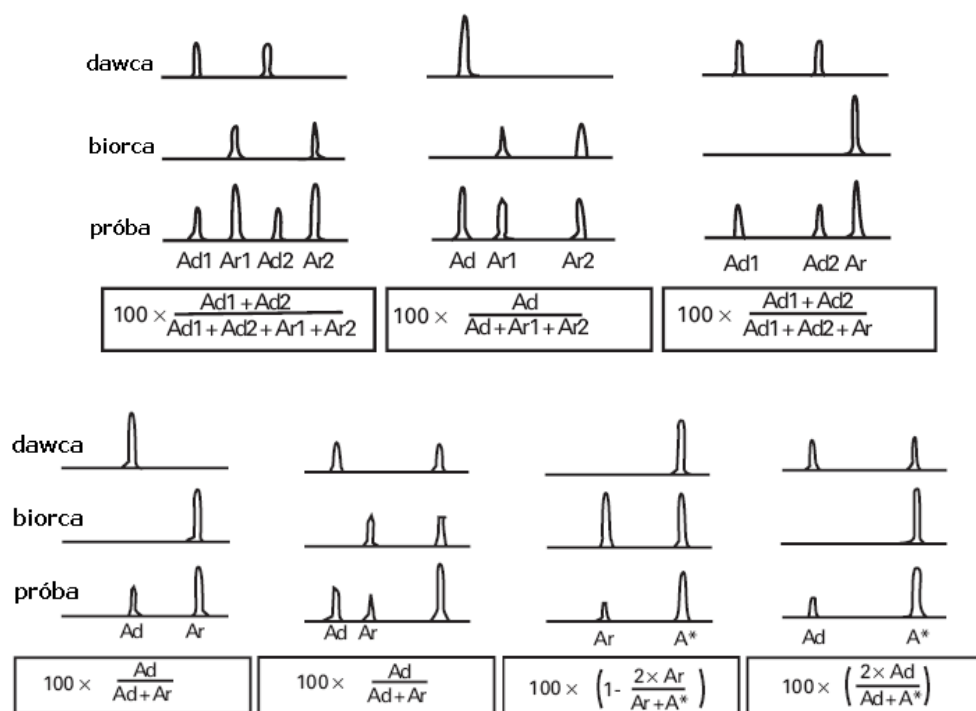 dawca
biorca
próba
Ad1 Ar1 Ad2 Ar2
Ad Ar1 Ar2
Ad1 Ad2 Ar
100 × Ad1+Ad2
Ad1+Ad2+Ar1+Ar2
100 × Ad
Ad+Ar1+Ar2
100 × Ad1+Ad2
Ad1+Ad2+Ar
dawca
biorca
próba
Ad Ar
Ad Ar
Ar A*
Ad A*
100 × Ad
Ad+Ar
100 × Ad
Ad+Ar
100 × (1- 2× Ar
Ar+A* )
100 × ( 2× Ad
Ad+A* )